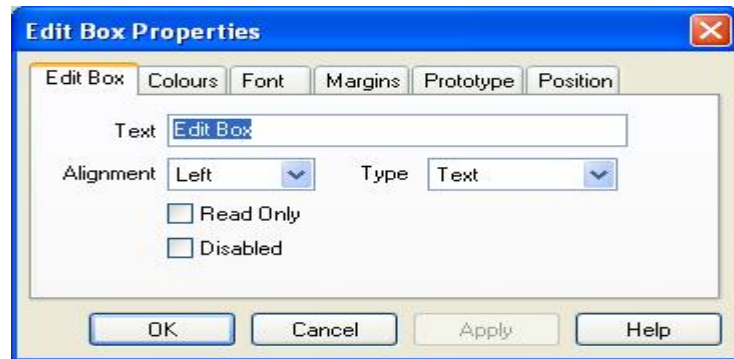 Edit Box Properties
Edit Box Colours Font Margins Prototype Position
Text Edit Box
Alignment Left Type Text
Read Only
Disabled
OK Cancel Apply Help